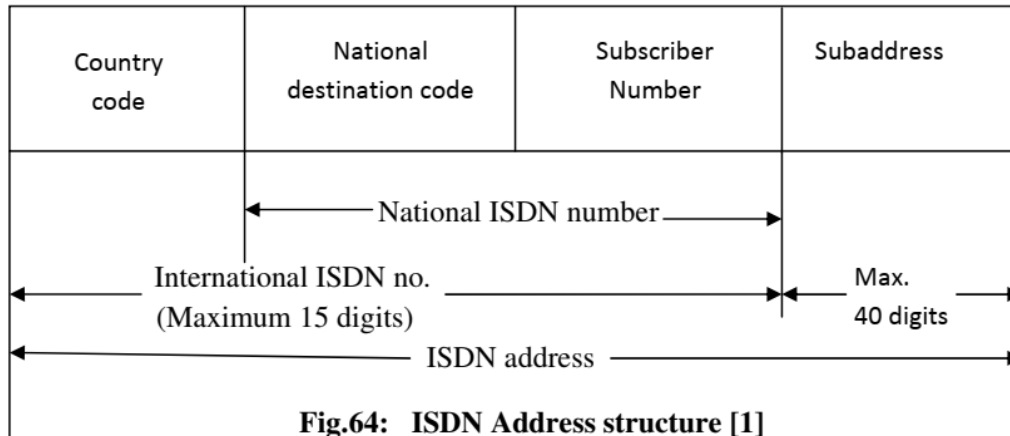 Country
code
National
destination code
Subscriber
Number
Subaddress
National ISDN number
International ISDN no.
(Maximum 15 digits)
Max.
40 digits
ISDN address
Fig.64: ISDN Address structure [1]